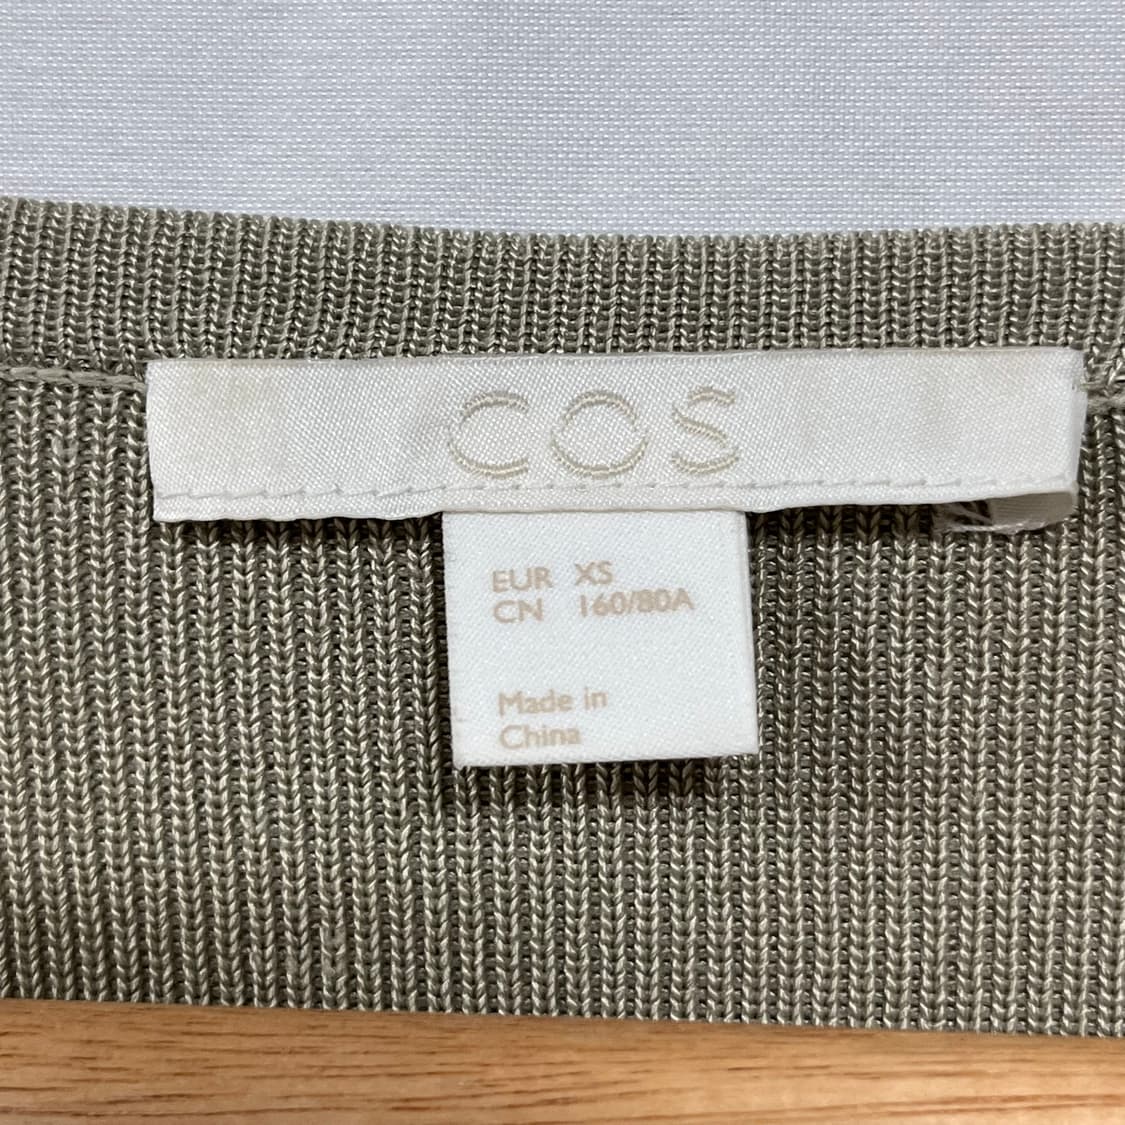 COS
EUR XS
CN 160/80A
Made in
China